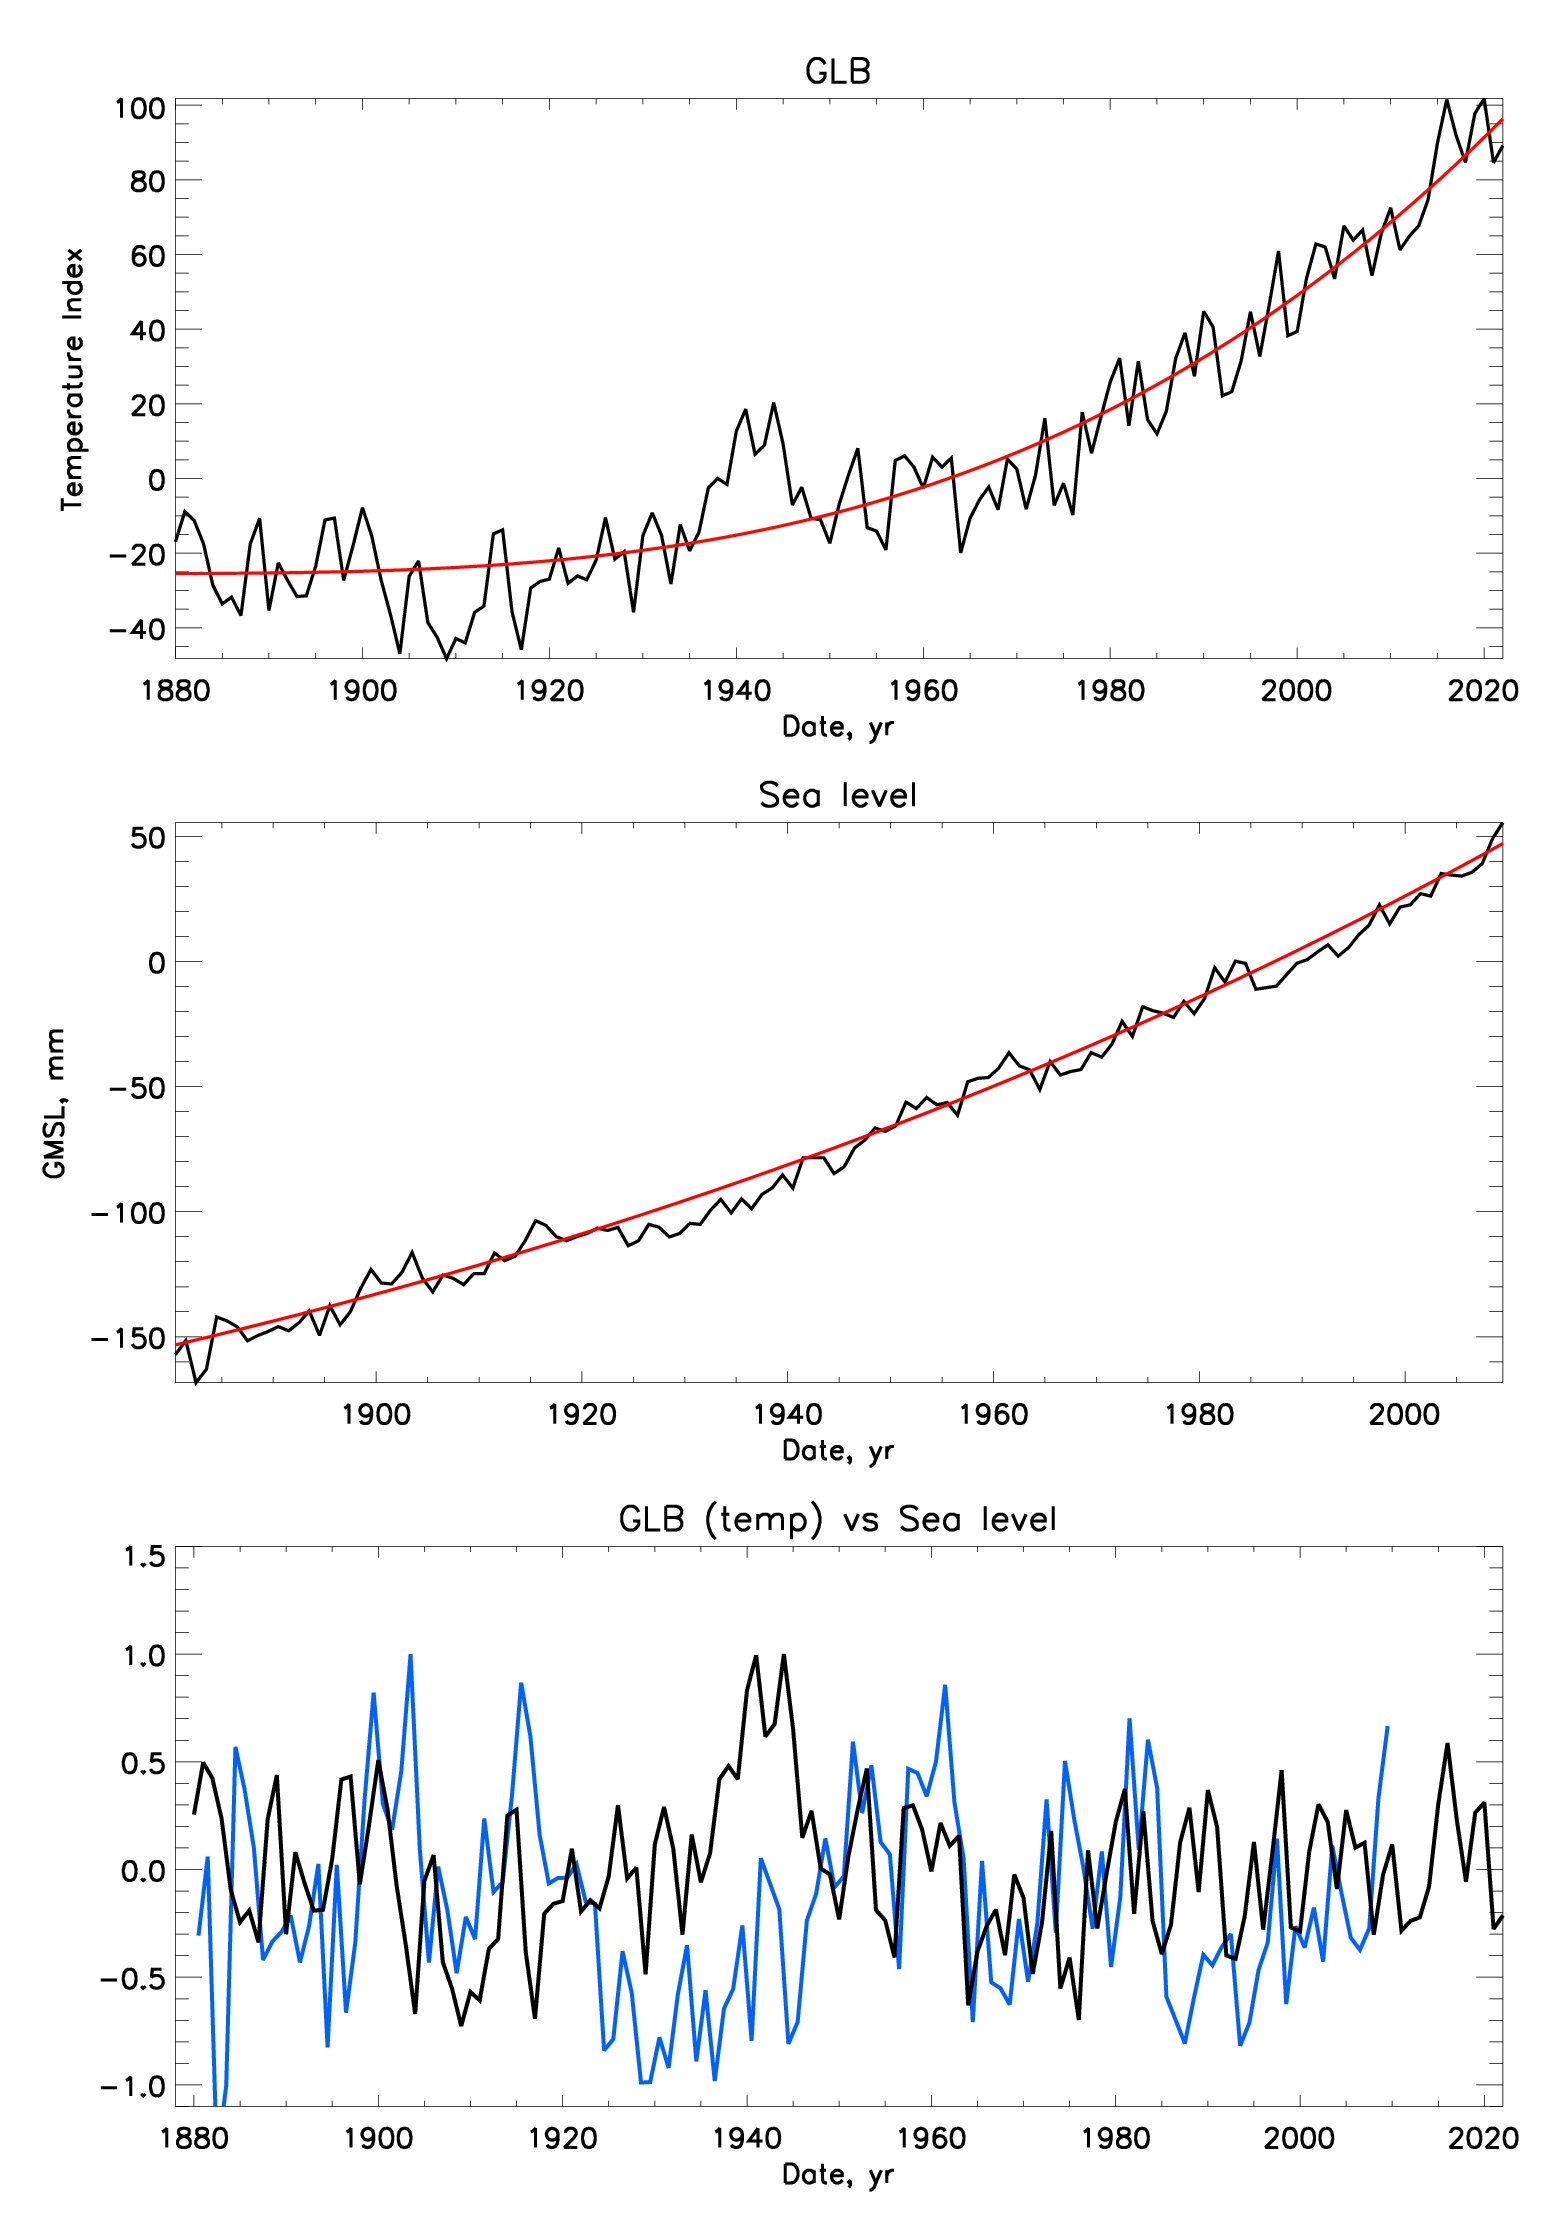 GLB
100
80
60
40
20
0
−20
−40
Temperature Index
1880 1900 1920 1940 1960 1980 2000 2020
Date, yr
Sea level
50
0
−50
−100
−150
GMSL, mm
1900 1920 1940 1960 1980 2000
Date, yr
GLB (temp) vs Sea level
1.5
1.0
0.5
0.0
−0.5
−1.0
1880 1900 1920 1940 1960 1980 2000 2020
Date, yr